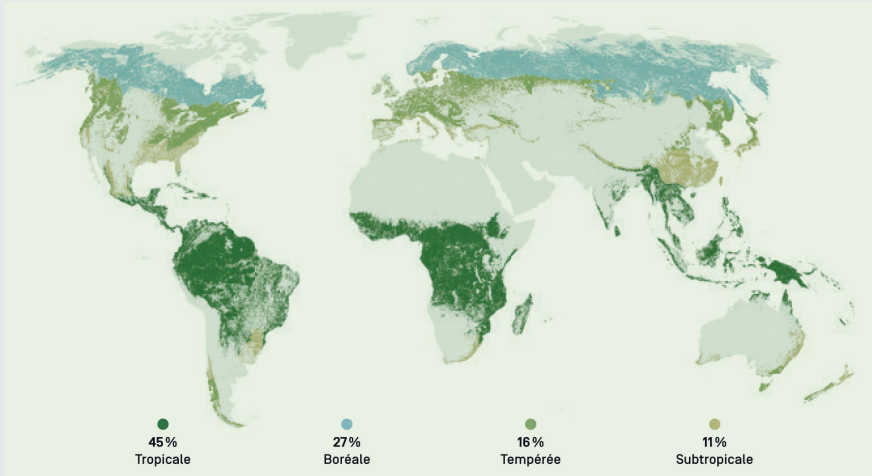 45 %
Tropicale
27 %
Boréale
16 %
Tempérée
11 %
Subtropicale